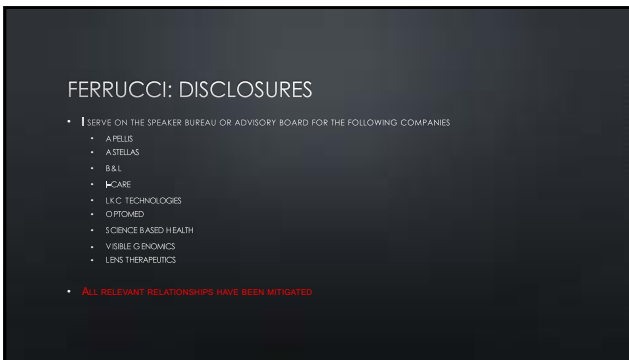 FERRUCCI: DISCLOSURES
• I SERVE ON THE SPEAKER BUREAU OR ADVISORY BOARD FOR THE FOLLOWING COMPANIES
• APELLIS
• ASTELLAS
• B&L
• I-CARE
• LKC TECHNOLOGIES
• OPTOMED
• SCIENCE BASED HEALTH
• VISIBLE GENOMICS
• LENS THERAPEUTICS
• ALL RELEVANT RELATIONSHIPS HAVE BEEN MITIGATED